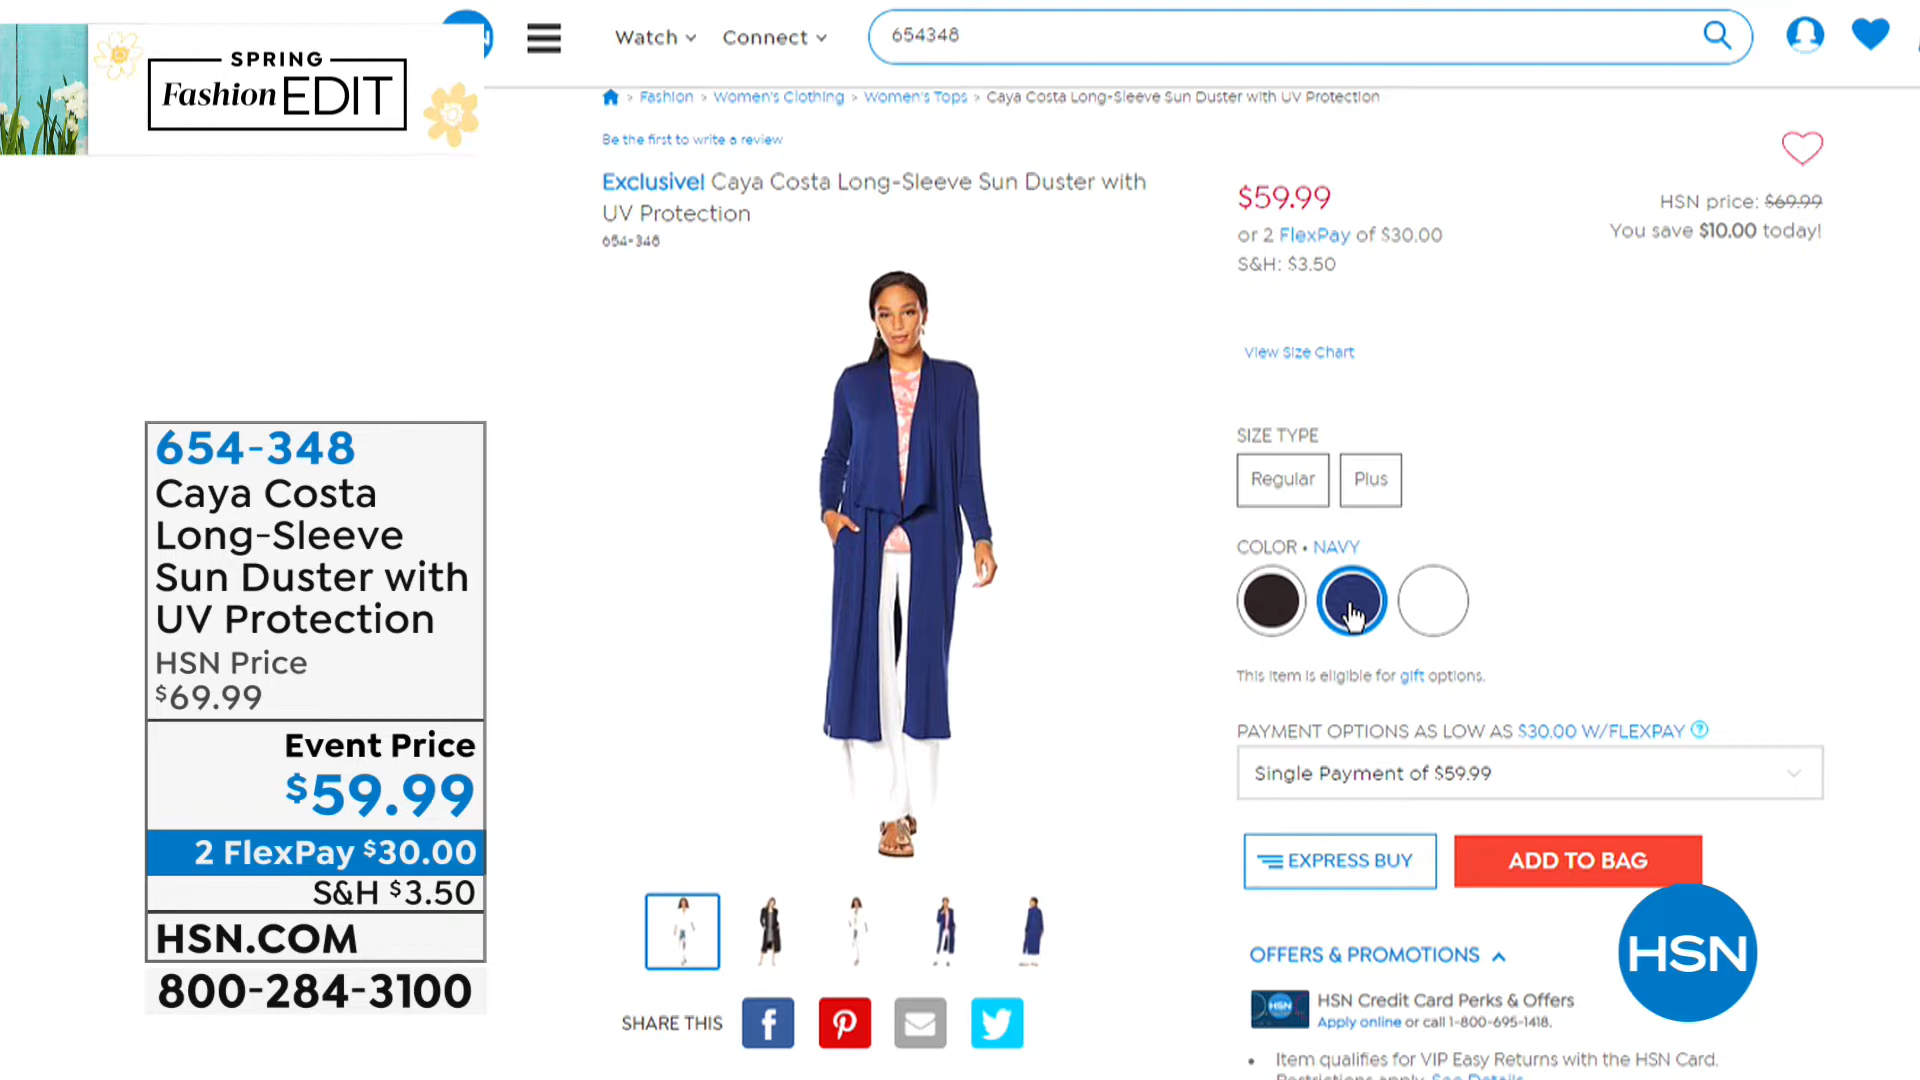 SPRING
Fashion EDIT
Watch
Connect
654348
Fashion > Women's Clothing > Women's Tops > Caya Costa Long-Sleeve Sun Duster with UV Protection
Be the first to write a review
Exclusive! Caya Costa Long-Sleeve Sun Duster with
UV Protection
654-348
$59.99
or 2 FlexPay of $30.00
S&H: $3.50
HSN price: $69.99
You save $10.00 today!
View Size Chart
SIZE TYPE
Regular
Plus
COLOR • NAVY
This item is eligible for gift options.
PAYMENT OPTIONS AS LOW AS $30.00 W/FLEXPAY ?
Single Payment of $59.99
EXPRESS BUY
ADD TO BAG
OFFERS & PROMOTIONS
HSN
HSN Credit Card Perks & Offers
Apply online or call 1-800-695-1418.
• Item qualifies for VIP Easy Returns with the HSN Card.
Restrictions apply. See Details
HSN
SHARE THIS
654-348
Caya Costa
Long-Sleeve
Sun Duster with
UV Protection
HSN Price
$69.99
Event Price
$59.99
2 FlexPay $30.00
S&H $3.50
HSN.COM
800-284-3100